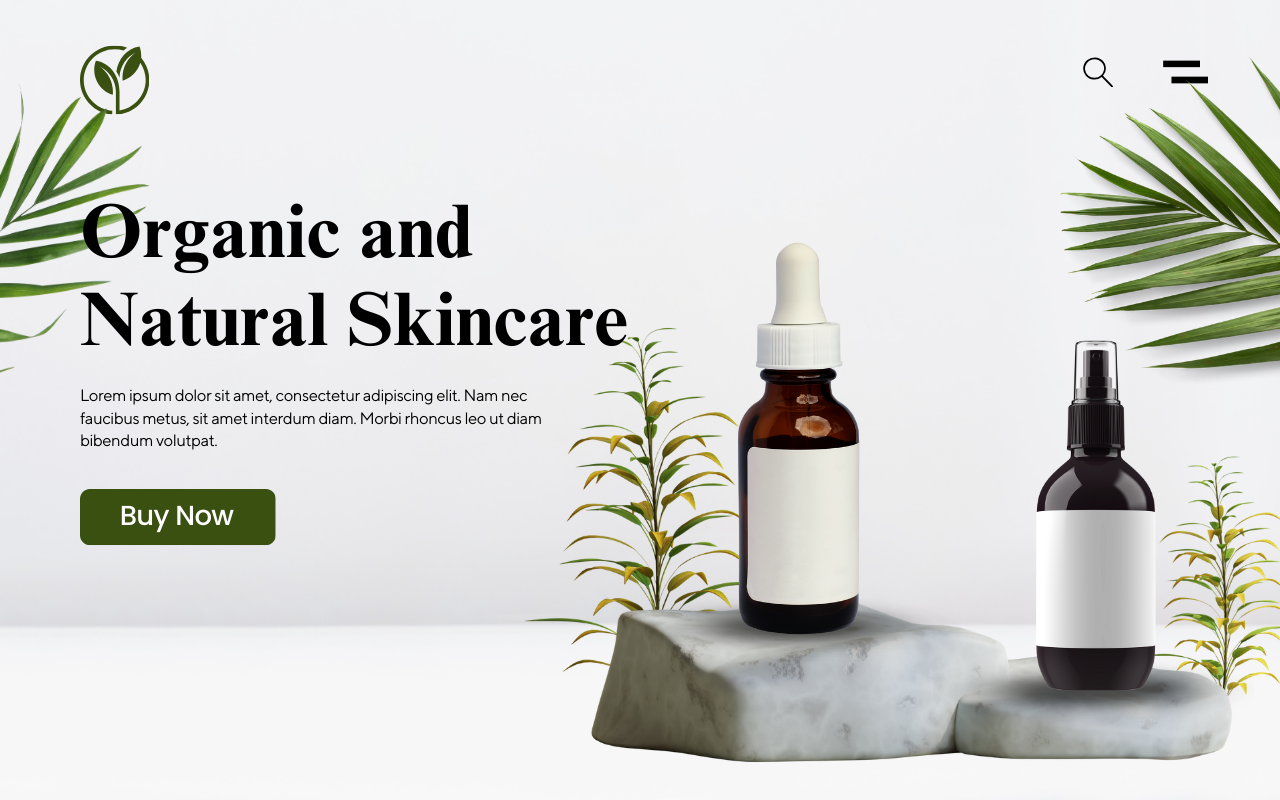 Organic and
Natural Skincare
Lorem ipsum dolor sit amet, consectetur adipiscing elit. Nam nec
faucibus metus, sit amet interdum diam. Morbi rhoncus leo ut diam
bibendum volutpat.
Buy Now